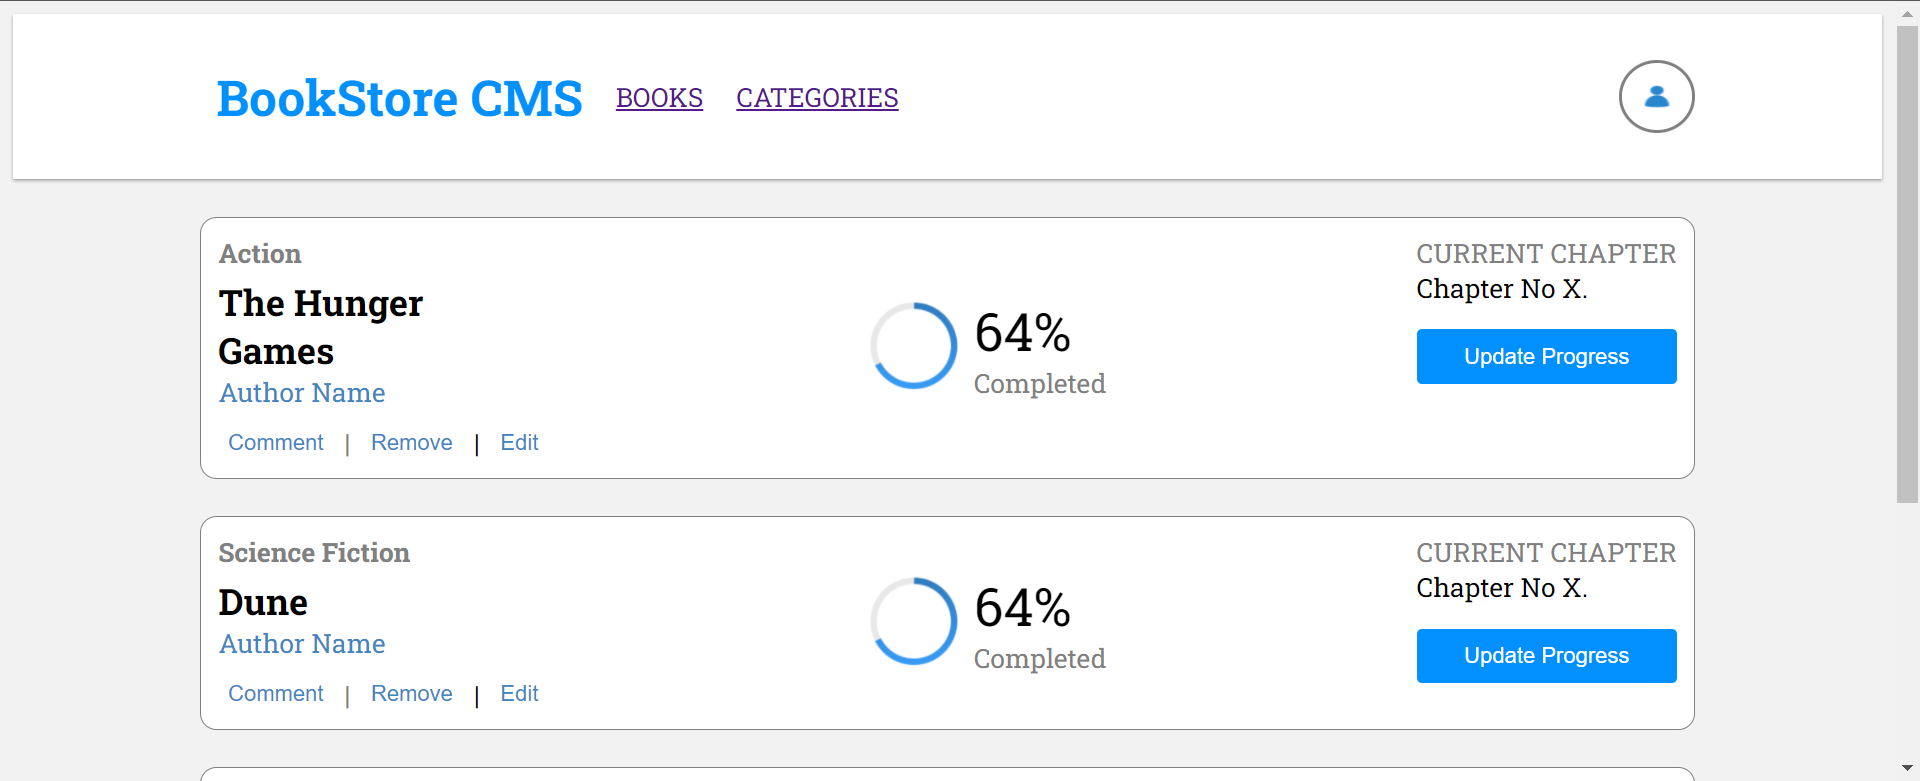 BookStore CMS BOOKS CATEGORIES
Action
The Hunger
Games
Author Name
Comment | Remove | Edit
64%
Completed
CURRENT CHAPTER
Chapter No X.
Update Progress
Science Fiction
Dune
Author Name
Comment | Remove | Edit
64%
Completed
CURRENT CHAPTER
Chapter No X.
Update Progress